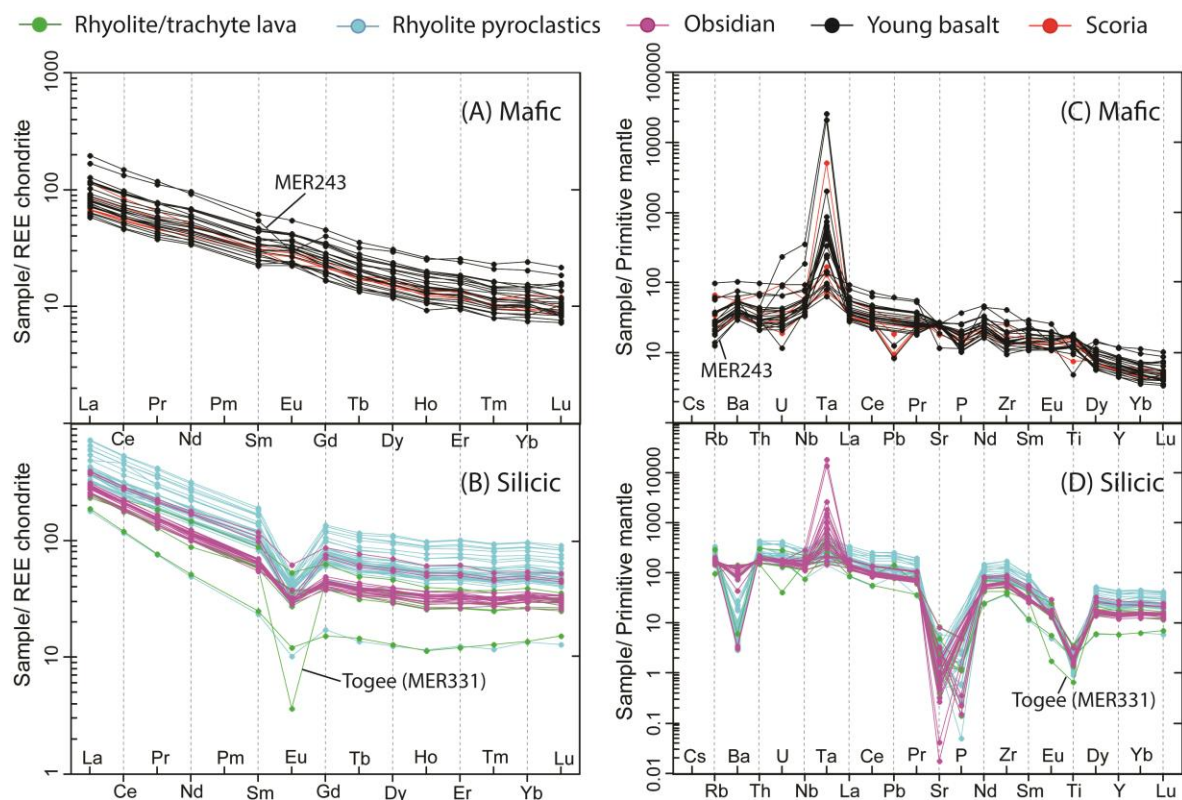 Rhyolite/trachyte lava Rhyolite pyroclastics Obsidian Young basalt Scoria
Sample/ REE chondrite
1000
100
10
(A) Mafic
MER243
La Pr Pm Eu Tb Ho Tm Lu
Ce Nd Sm Gd Dy Er Yb
Sample/ REE chondrite
100
10
1
(B) Silicic
Togee (MER331)
La Pr Pm Eu Tb Ho Tm Lu
Ce Nd Sm Gd Dy Er Yb
Sample/ Primitive mantle
100000
10000
1000
100
10
(C) Mafic
MER243
Cs Ba U Ta Ce Pr P Zr Eu Dy Yb
Rb Th Nb La Pb Sr Nd Sm Ti Y Lu
Sample/ Primitive mantle
10000
1000
100
10
1
0.1
0.01
(D) Silicic
Togee (MER331)
Cs Ba U Ta Ce Pr P Zr Eu Dy Yb
Rb Th Nb La Pb Sr Nd Sm Ti Y Lu